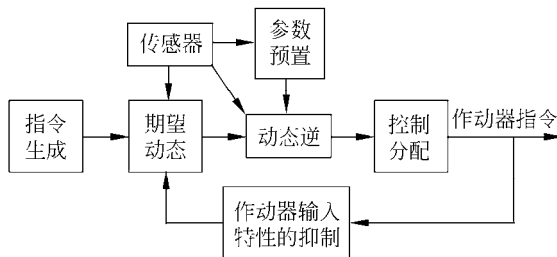 传感器
参数
预置
指令
生成
期望
动态
动态逆
控制
分配
作动器指令
作动器输入
特性的抑制